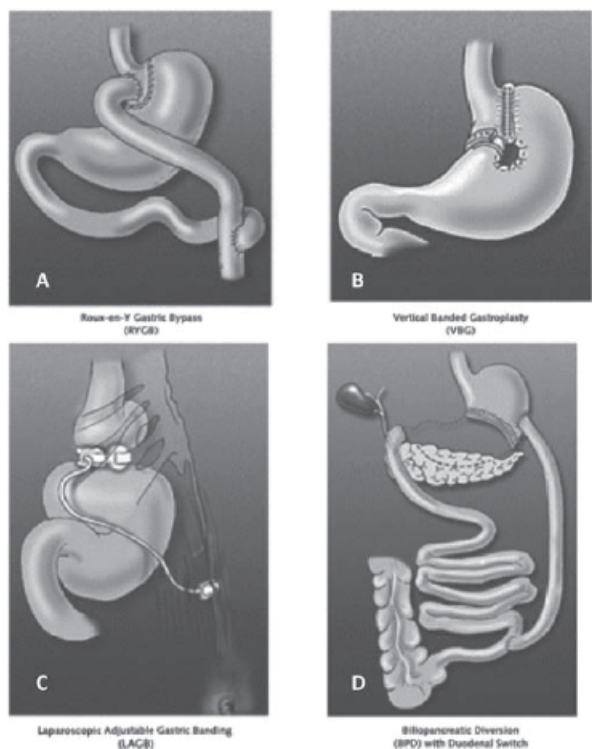 A
B
Roux-en-Y Gastric Bypass
(RYGB)
Vertical Banded Gastroplasty
(VBG)
C
D
Laparoscopic Adjustable Gastric Banding
(LAGB)
Biliopancreatic Diversion
(BPD) with Duodenal Switch